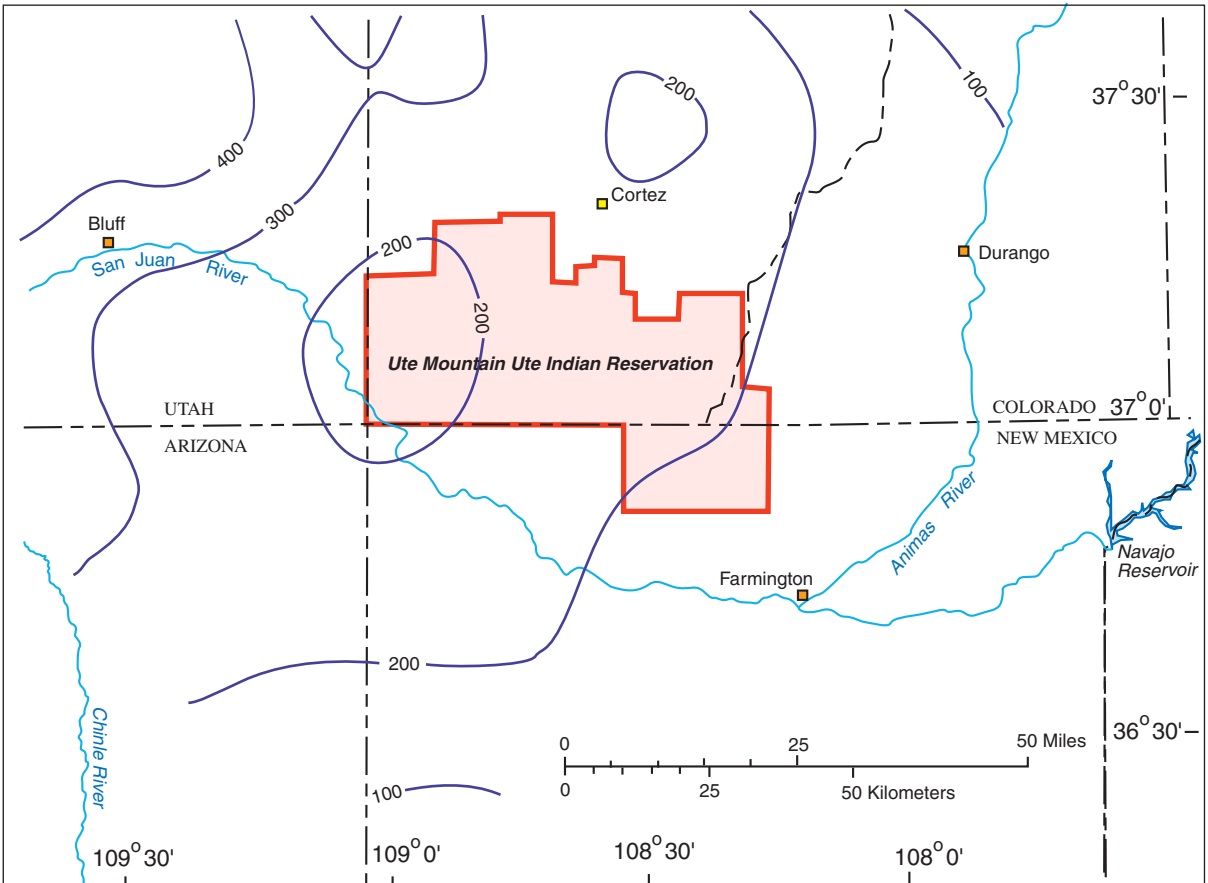 200
100
37° 30'
400
Cortez
300
Bluff
200
Durango
San Juan River
200
Ute Mountain Ute Indian Reservation
UTAH
COLORADO
37° 0'
ARIZONA
NEW MEXICO
Animas River
Navajo
Reservoir
Farmington
200
Chinle River
36° 30'
0
25
50 Miles
0
25
50 Kilometers
100
109° 30'
109° 0'
108° 30'
108° 0'